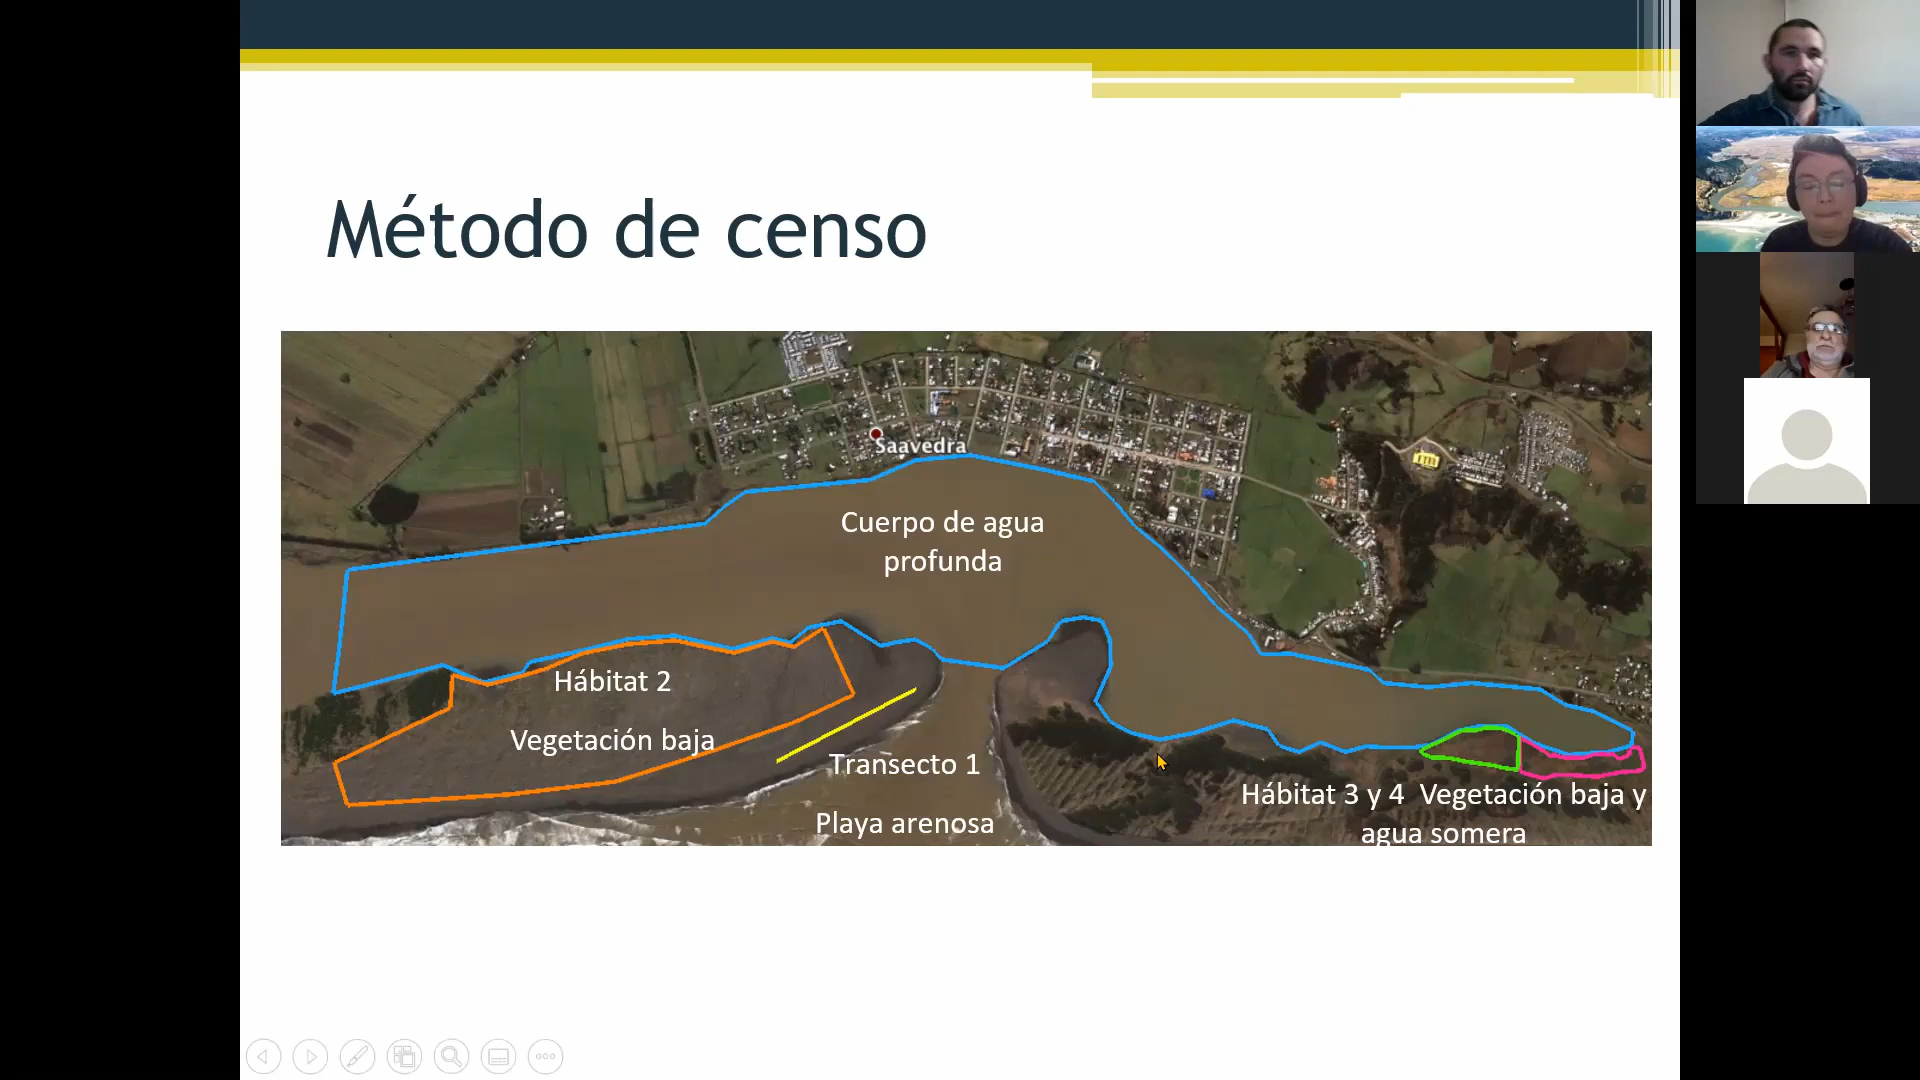 Método de censo
Saavedra
Cuerpo de agua
profunda
Hábitat 2
Vegetación baja
Transecto 1
Playa arenosa
Hábitat 3 y 4 Vegetación baja y
agua somera